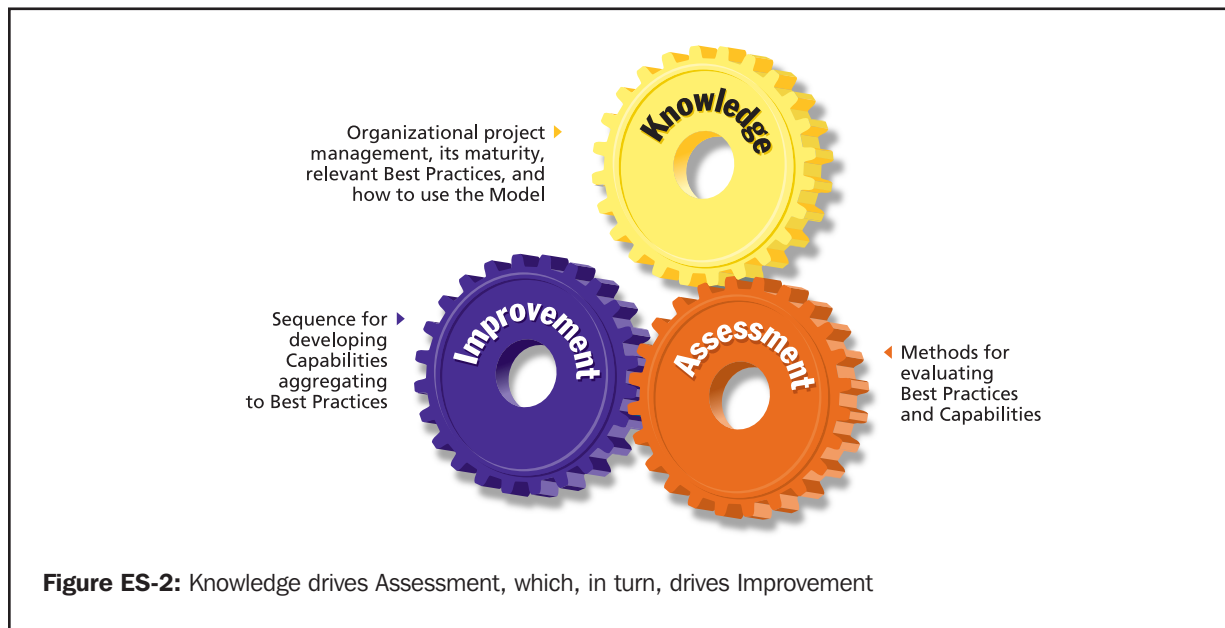 Knowledge
Organizational project
management, its maturity,
relevant Best Practices, and
how to use the Model
Improvement
Sequence for
developing
Capabilities
aggregating
to Best Practices
Assessment
Methods for
evaluating
Best Practices
and Capabilities
Figure ES-2: Knowledge drives Assessment, which, in turn, drives Improvement